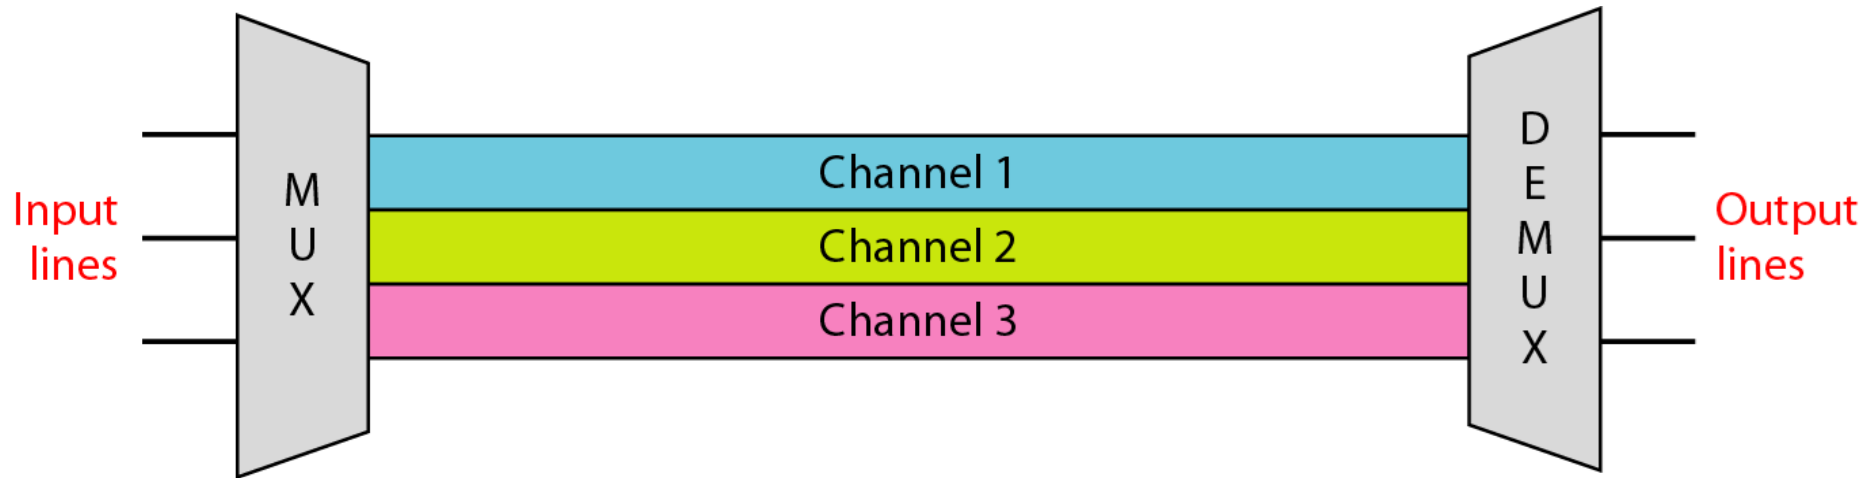 Input
lines
M
U
X
Channel 1
Channel 2
Channel 3
D
E
M
U
X
Output
lines